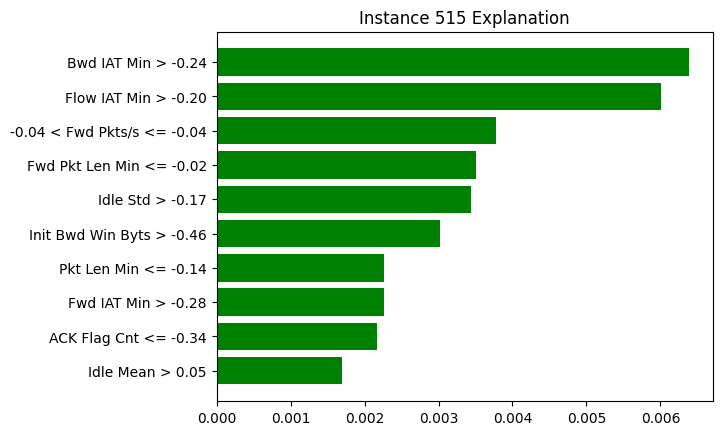 Instance 515 Explanation
Bwd IAT Min > -0.24
Flow IAT Min > -0.20
-0.04 < Fwd Pkts/s <= -0.04
Fwd Pkt Len Min <= -0.02
Idle Std > -0.17
Init Bwd Win Byts > -0.46
Pkt Len Min <= -0.14
Fwd IAT Min > -0.28
ACK Flag Cnt <= -0.34
Idle Mean > 0.05
0.000 0.001 0.002 0.003 0.004 0.005 0.006